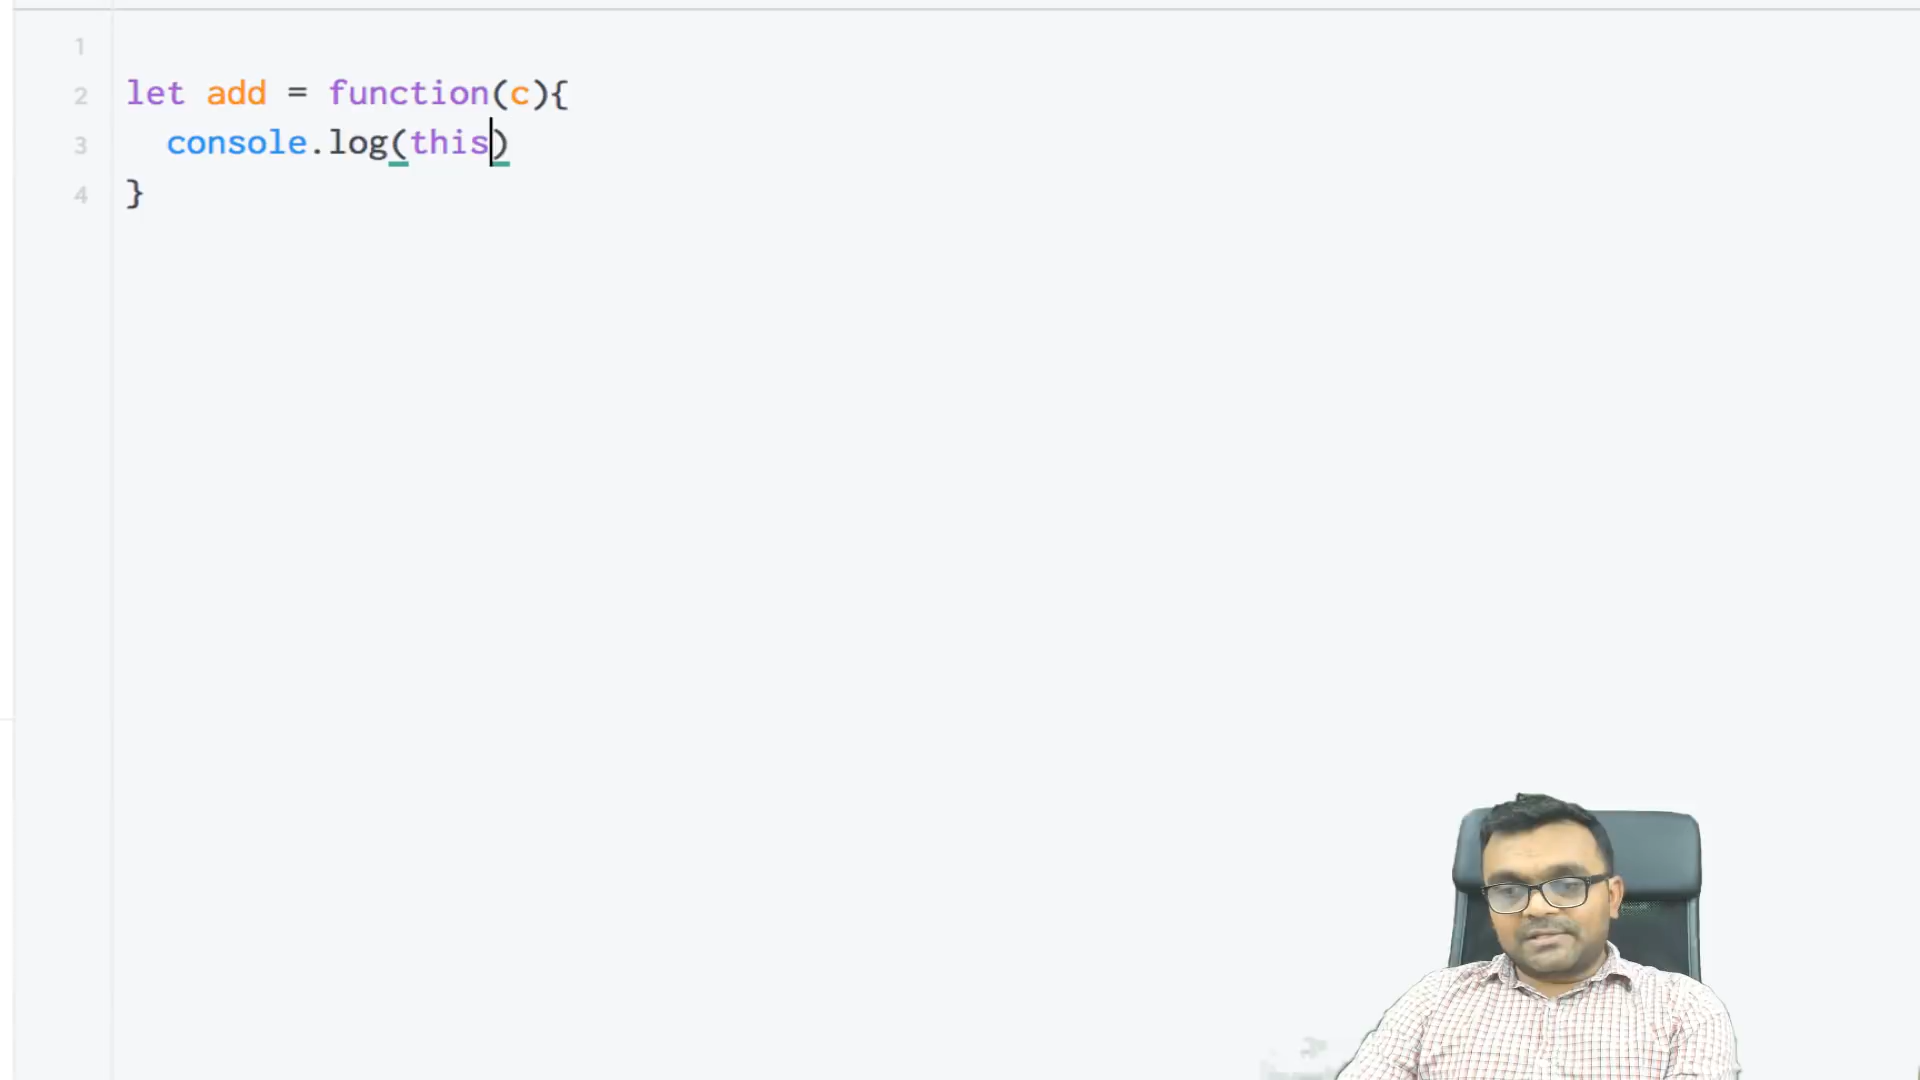 1
2 let add = function(c){
3 console.log(this)
4 }